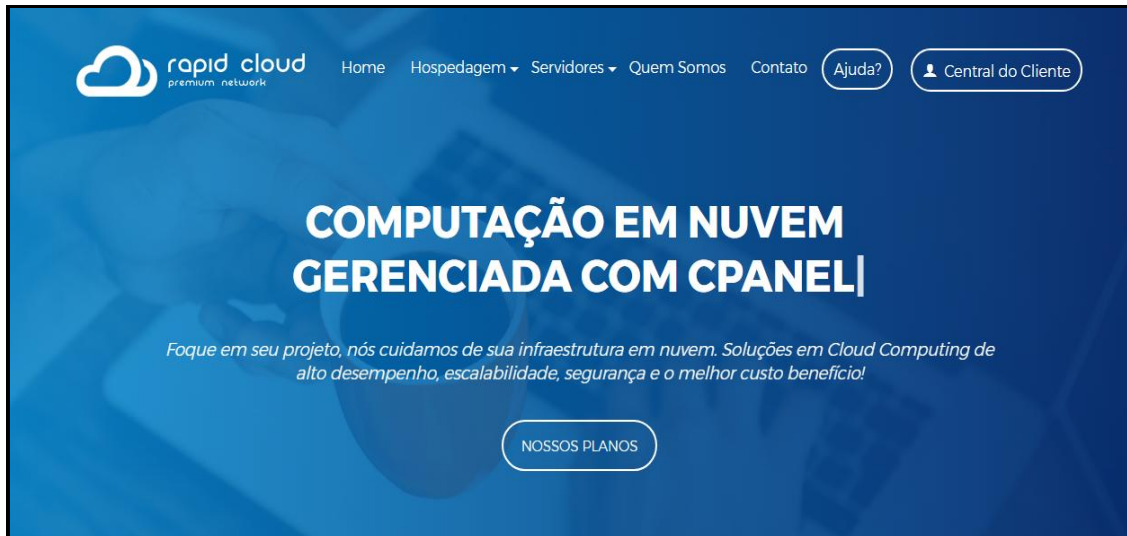 rapid cloud
premium network
Home
Hospedagem
Servidores
Quem Somos
Contato
Ajuda?
Central do Cliente
COMPUTAÇÃO EM NUVEM
GERENCIADA COM CPANEL|
Foque em seu projeto, nós cuidamos de sua infraestrutura em nuvem. Soluções em Cloud Computing de
alto desempenho, escalabilidade, segurança e o melhor custo benefício!
NOSSOS PLANOS